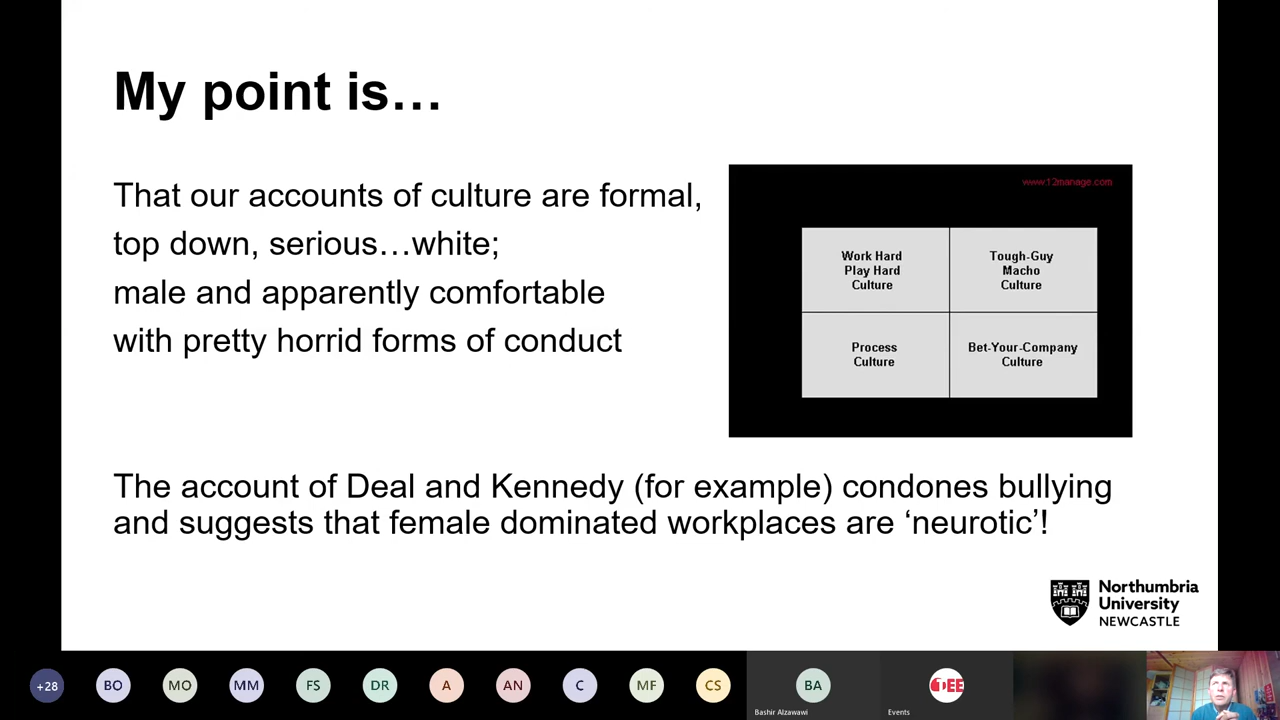 My point is…
That our accounts of culture are formal,
top down, serious…white;
male and apparently comfortable
with pretty horrid forms of conduct
www.12manage.com
Work Hard
Play Hard
Culture
Tough-Guy
Macho
Culture
Process
Culture
Bet-Your-Company
Culture
The account of Deal and Kennedy (for example) condones bullying
and suggests that female dominated workplaces are ‘neurotic’!
Northumbria
University
NEWCASTLE
+28
BO
MO
MM
FS
DR
A
AN
C
MF
CS
BA
Bashir Alzawawi
DEE
Events